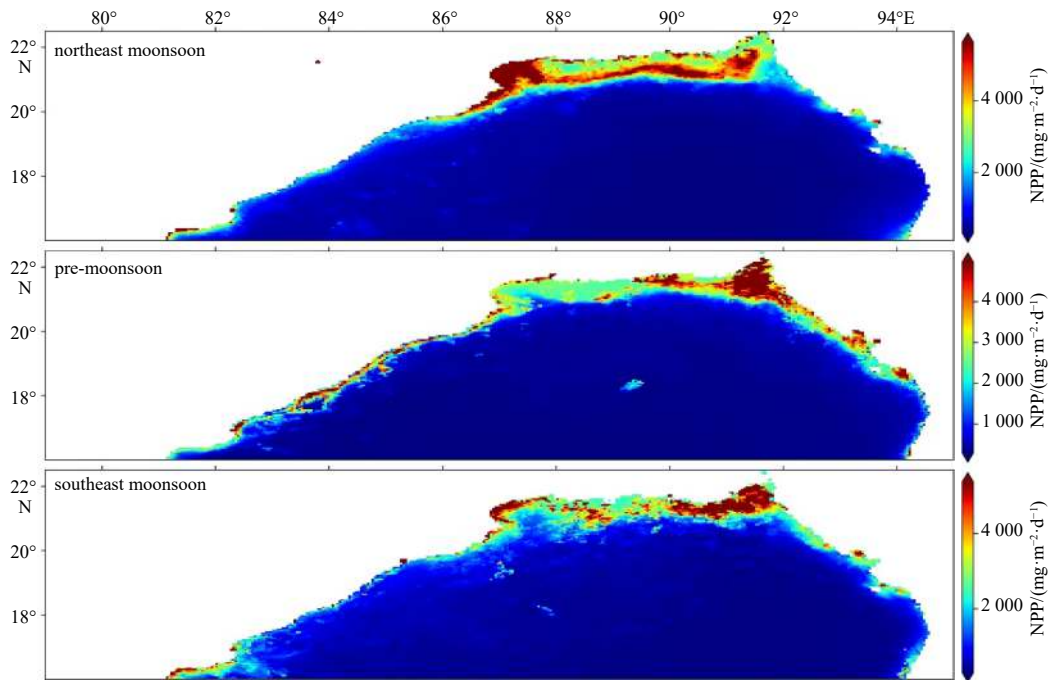 80° 82° 84° 86° 88° 90° 92° 94°E
northeast moonsoon
22°
N
20°
18°
4 000
2 000
NPP/(mg·m⁻²·d⁻¹)
pre-moonsoon
22°
N
20°
18°
4 000
3 000
2 000
1 000
NPP/(mg·m⁻²·d⁻¹)
southeast moonsoon
22°
N
20°
18°
4 000
2 000
NPP/(mg·m⁻²·d⁻¹)